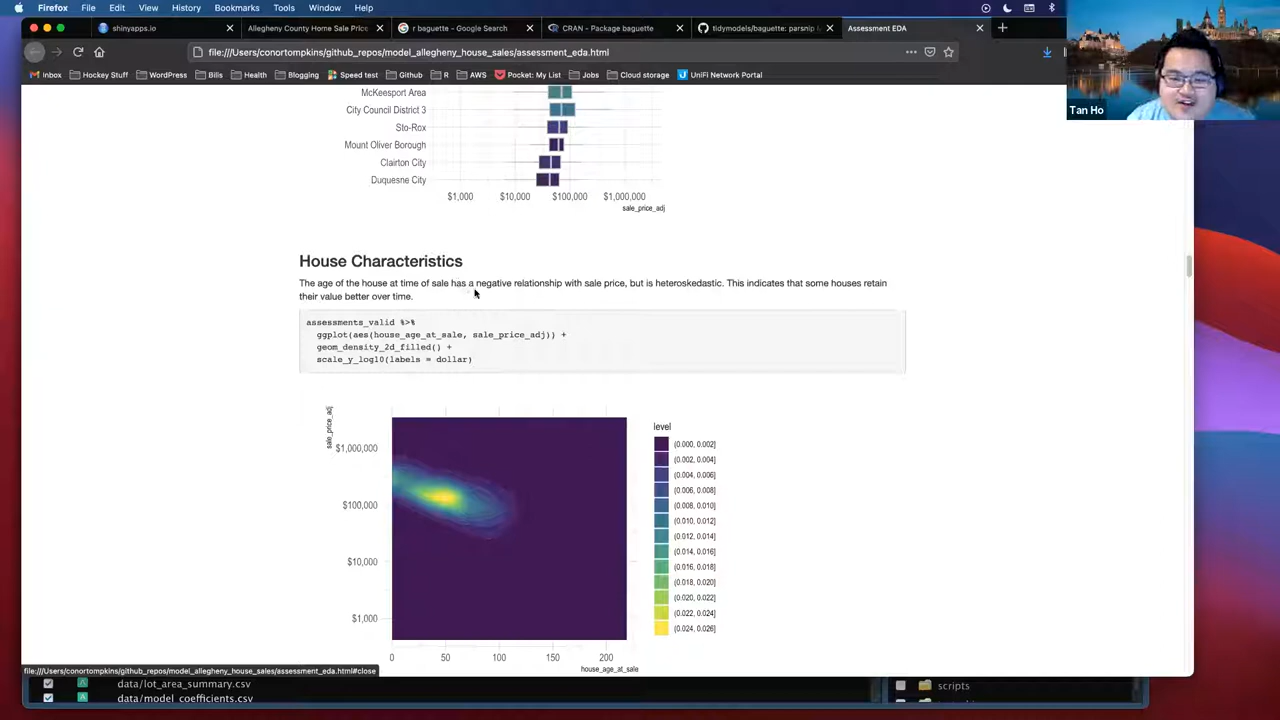 Firefox File Edit View History Bookmarks Tools Window Help
shinyapps.io
Allegheny County Home Sale Price
r baguette - Google Search
CRAN - Package baguette
tidymodels/baguette: parsnip M
Assessment EDA
file:///Users/conortompkins/github_repos/model_allegheny_house_sales/assessment_eda.html
Inbox Hockey Stuff WordPress Bills Health Blogging Speed test Github R AWS Pocket: My List Jobs Cloud storage UniFi Network Portal
Tan Ho
McKeesport Area
City Council District 3
Sto-Rox
Mount Oliver Borough
Clairton City
Duquesne City
$1,000 $10,000 $100,000 $1,000,000
sale_price_adj
House Characteristics
The age of the house at time of sale has a negative relationship with sale price, but is heteroskedastic. This indicates that some houses retain
their value better over time.
assessments_valid %>%
ggplot(aes(house_age_at_sale, sale_price_adj)) +
geom_density_2d_filled() +
scale_y_log10(labels = dollar)
sale_price_adj
$1,000,000
$100,000
$10,000
$1,000
0 50 100 150 200
house_age_at_sale
level
(0.000, 0.002]
(0.002, 0.004]
(0.004, 0.006]
(0.006, 0.008]
(0.008, 0.010]
(0.010, 0.012]
(0.012, 0.014]
(0.014, 0.016]
(0.016, 0.018]
(0.018, 0.020]
(0.020, 0.022]
(0.022, 0.024]
(0.024, 0.026]
file:///Users/conortompkins/github_repos/model_allegheny_house_sales/assessment_eda.html#close
data/lot_area_summary.csv
data/model_coefficients.csv
scripts